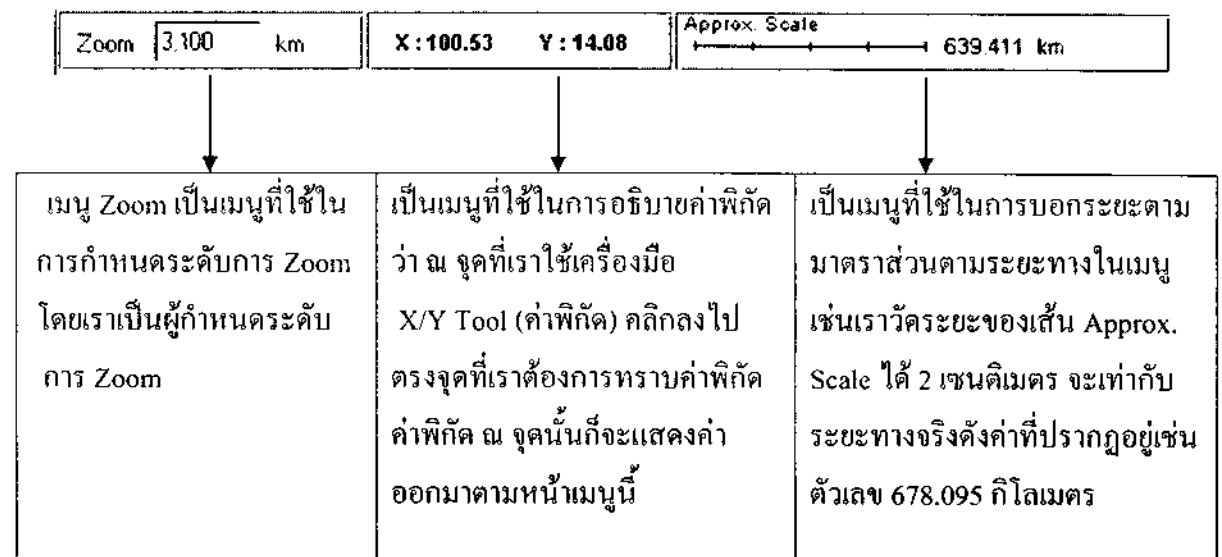 Zoom 3,100 km
X : 100.53 Y : 14.08
Approx. Scale
639.411 km
เมนู Zoom เป็นเมนูที่ใช้ใน
การกำหนดระดับการ Zoom
โดยเราเป็นผู้กำหนดระดับ
การ Zoom
เป็นเมนูที่ใช้ในการอธิบายค่าพิกัด
ว่า ณ จุดที่เราใช้เครื่องมือ
X/Y Tool (ค่าพิกัด) คลิกลงไป
ตรงจุดที่เราต้องการทราบค่าพิกัด
ค่าพิกัด ณ จุดนั้นก็จะแสดงค่า
ออกมาตามหน้าเมนูนี้
เป็นเมนูที่ใช้ในการบอกระยะตาม
มาตราส่วนตามระยะทางในเมนู
เช่นเราวัดระยะของเส้น Approx.
Scale ได้ 2 เซนติเมตร จะเท่ากับ
ระยะทางจริงดังค่าที่ปรากฏอยู่เช่น
ตัวเลข 678.095 กิโลเมตร